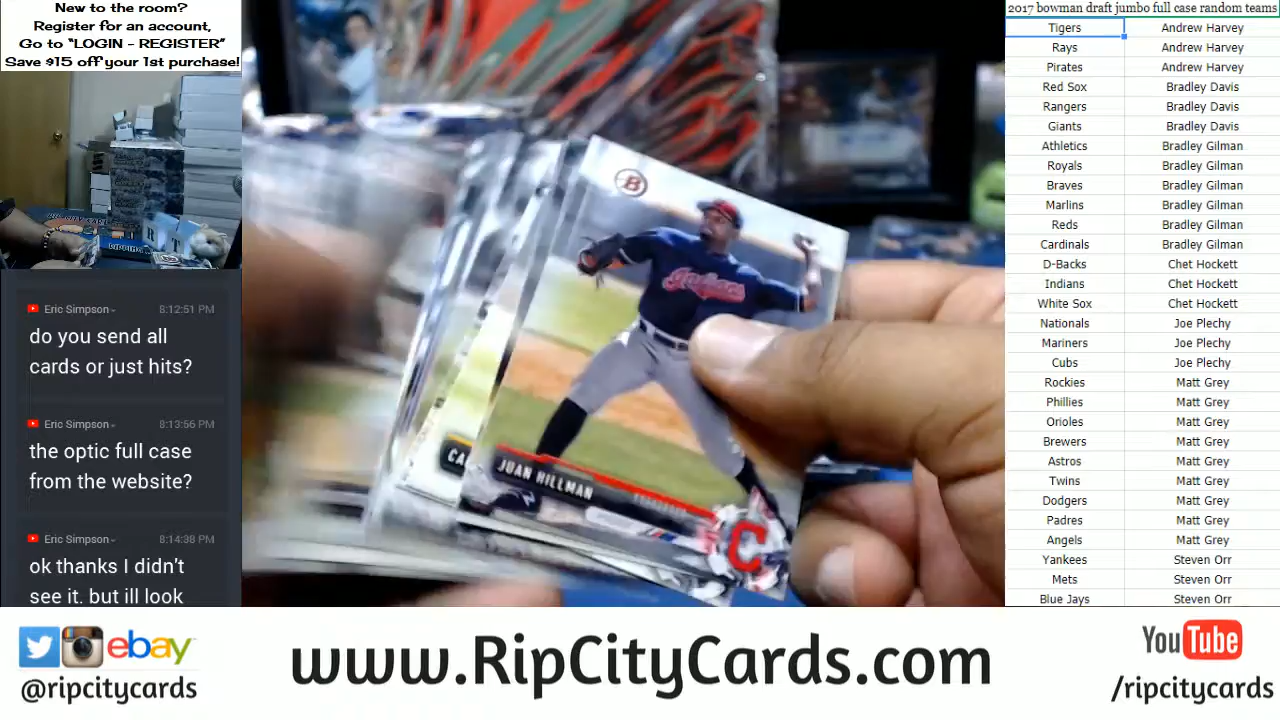 New to the room?
Register for an account,
Go to "LOGIN - REGISTER"
Save $15 off your 1st purchase!
Eric Simpson 8:12:51 PM
do you send all
cards or just hits?
Eric Simpson 8:13:56 PM
the optic full case
from the website?
Eric Simpson 8:14:38 PM
ok thanks I didn't
see it. but ill look
B
Indians
JUAN HILLMAN
CA
C
2017 bowman draft jumbo full case random teams
Tigers Andrew Harvey
Rays Andrew Harvey
Pirates Andrew Harvey
Red Sox Bradley Davis
Rangers Bradley Davis
Giants Bradley Davis
Athletics Bradley Gilman
Royals Bradley Gilman
Braves Bradley Gilman
Marlins Bradley Gilman
Reds Bradley Gilman
Cardinals Bradley Gilman
D-Backs Chet Hockett
Indians Chet Hockett
White Sox Chet Hockett
Nationals Joe Plechy
Mariners Joe Plechy
Cubs Joe Plechy
Rockies Matt Grey
Phillies Matt Grey
Orioles Matt Grey
Brewers Matt Grey
Astros Matt Grey
Twins Matt Grey
Dodgers Matt Grey
Padres Matt Grey
Angels Matt Grey
Yankees Steven Orr
Mets Steven Orr
Blue Jays Steven Orr
ebay
@ripcitycards
www.RipCityCards.com
YouTube
/ripcitycards